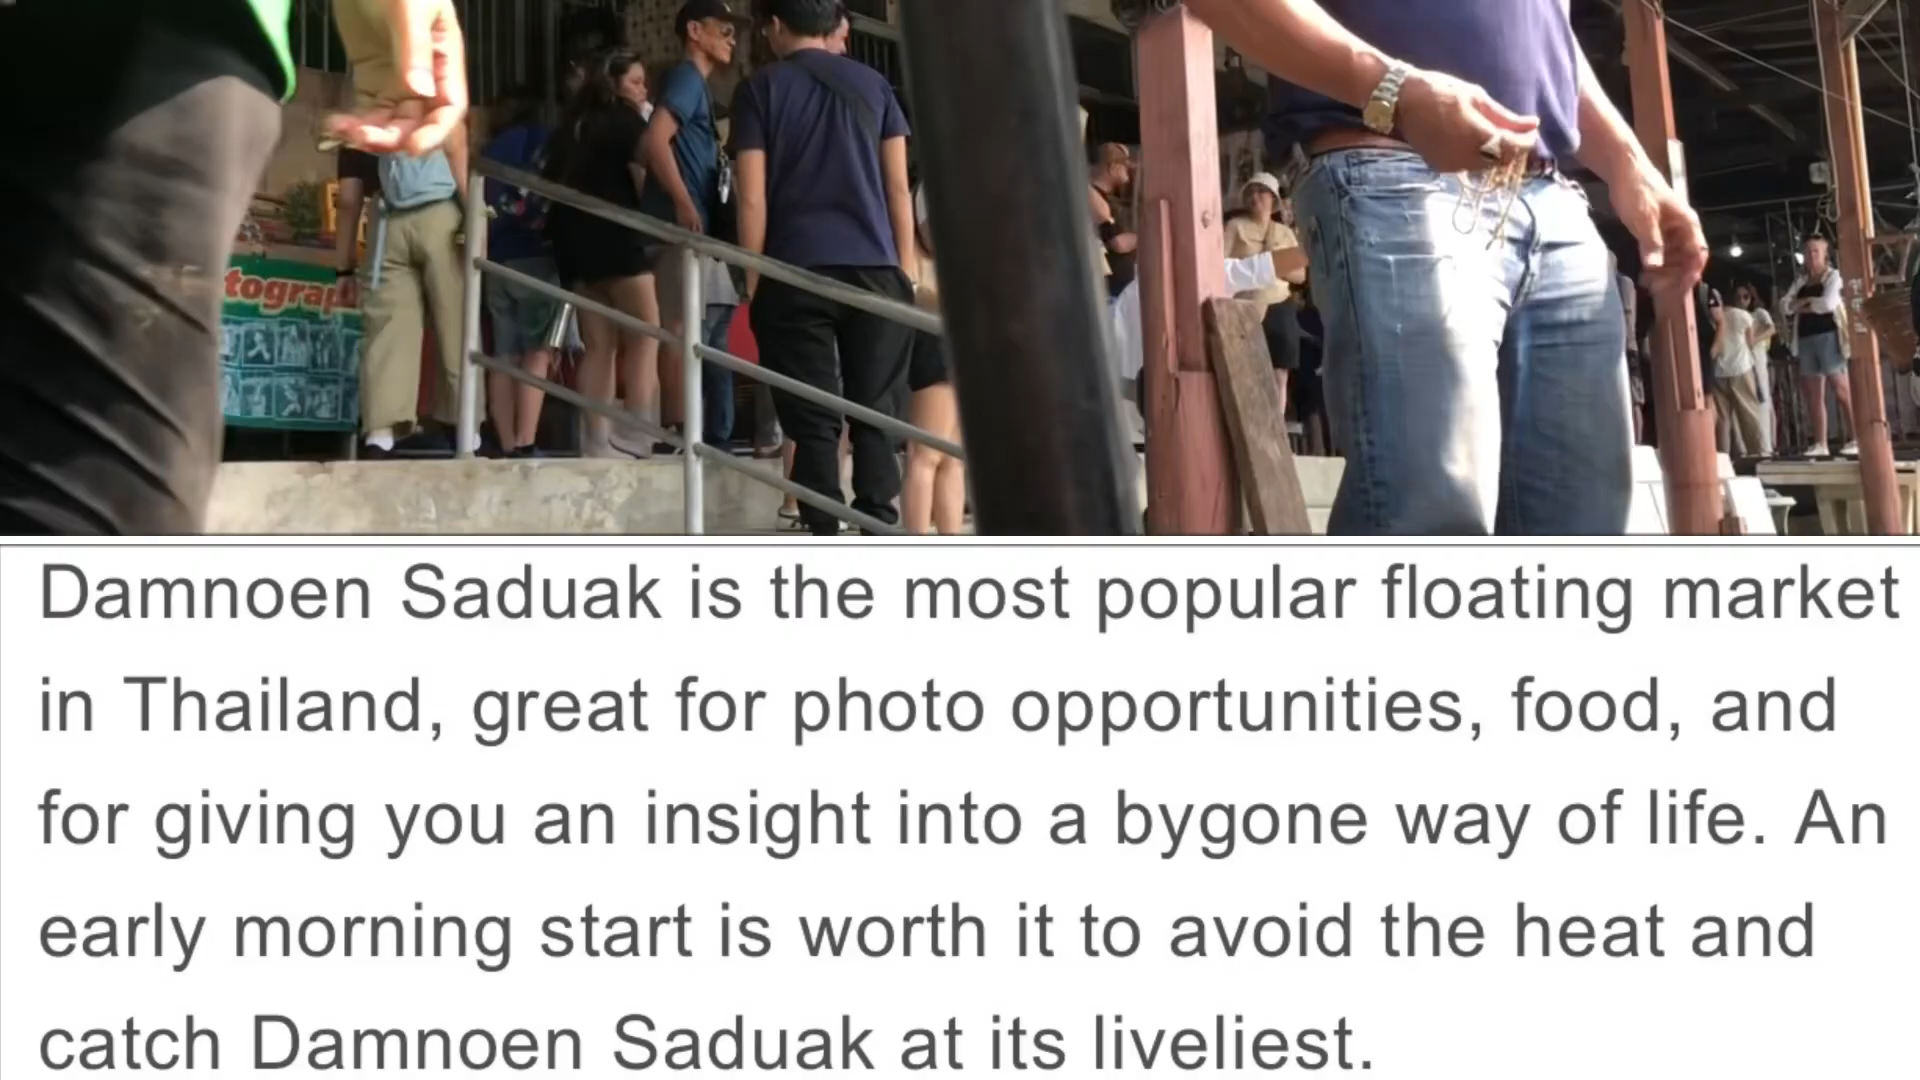 tograp
Damnoen Saduak is the most popular floating market
in Thailand, great for photo opportunities, food, and
for giving you an insight into a bygone way of life. An
early morning start is worth it to avoid the heat and
catch Damnoen Saduak at its liveliest.